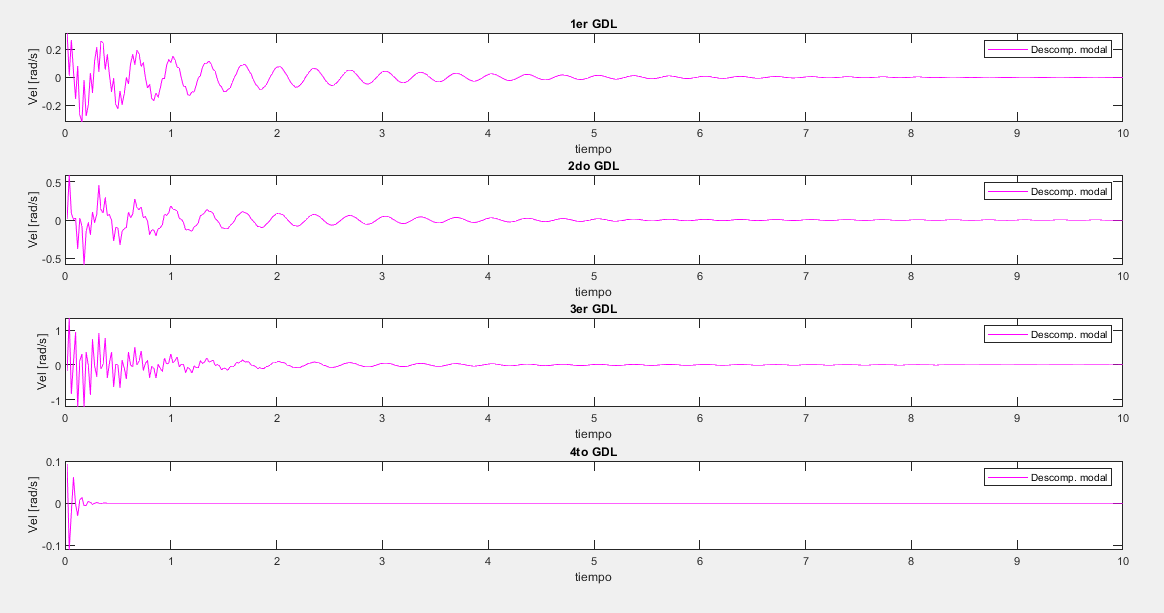 1er GDL
Vel [rad/s]
0.2
0
-0.2
Descomp. modal
0 1 2 3 4 5 6 7 8 9 10
tiempo
2do GDL
Vel [rad/s]
0.5
0
-0.5
Descomp. modal
0 1 2 3 4 5 6 7 8 9 10
tiempo
3er GDL
Vel [rad/s]
1
0
-1
Descomp. modal
0 1 2 3 4 5 6 7 8 9 10
tiempo
4to GDL
Vel [rad/s]
0.1
0
-0.1
Descomp. modal
0 1 2 3 4 5 6 7 8 9 10
tiempo